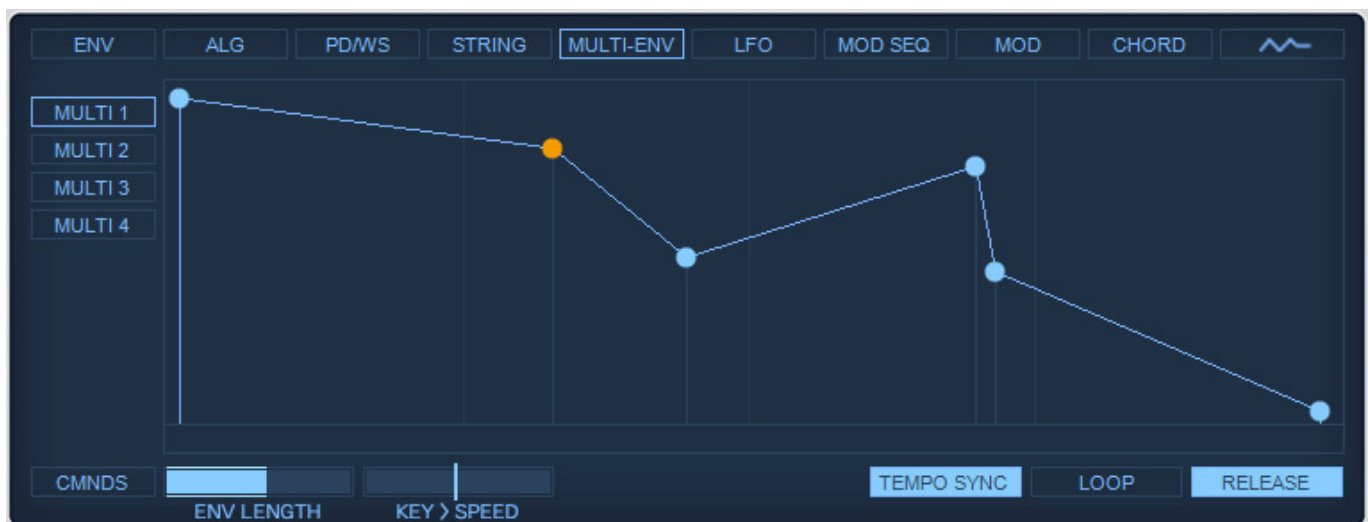 ENV ALG PD/WS STRING MULTI-ENV LFO MOD SEQ MOD CHORD
MULTI 1
MULTI 2
MULTI 3
MULTI 4
CMNDS TEMPO SYNC LOOP RELEASE
ENV LENGTH KEY > SPEED